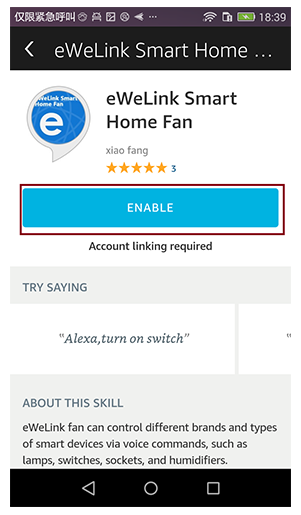 仅限紧急呼叫 18:39
eWeLink Smart Home ...
eWeLink Smart
Home Fan
e
eWeLink Smart
Home Fan
xiao fang
3
ENABLE
Account linking required
TRY SAYING
"Alexa,turn on switch"
"
ABOUT THIS SKILL
eWeLink fan can control different brands and types
of smart devices via voice commands, such as
lamps, switches, sockets, and humidifiers.